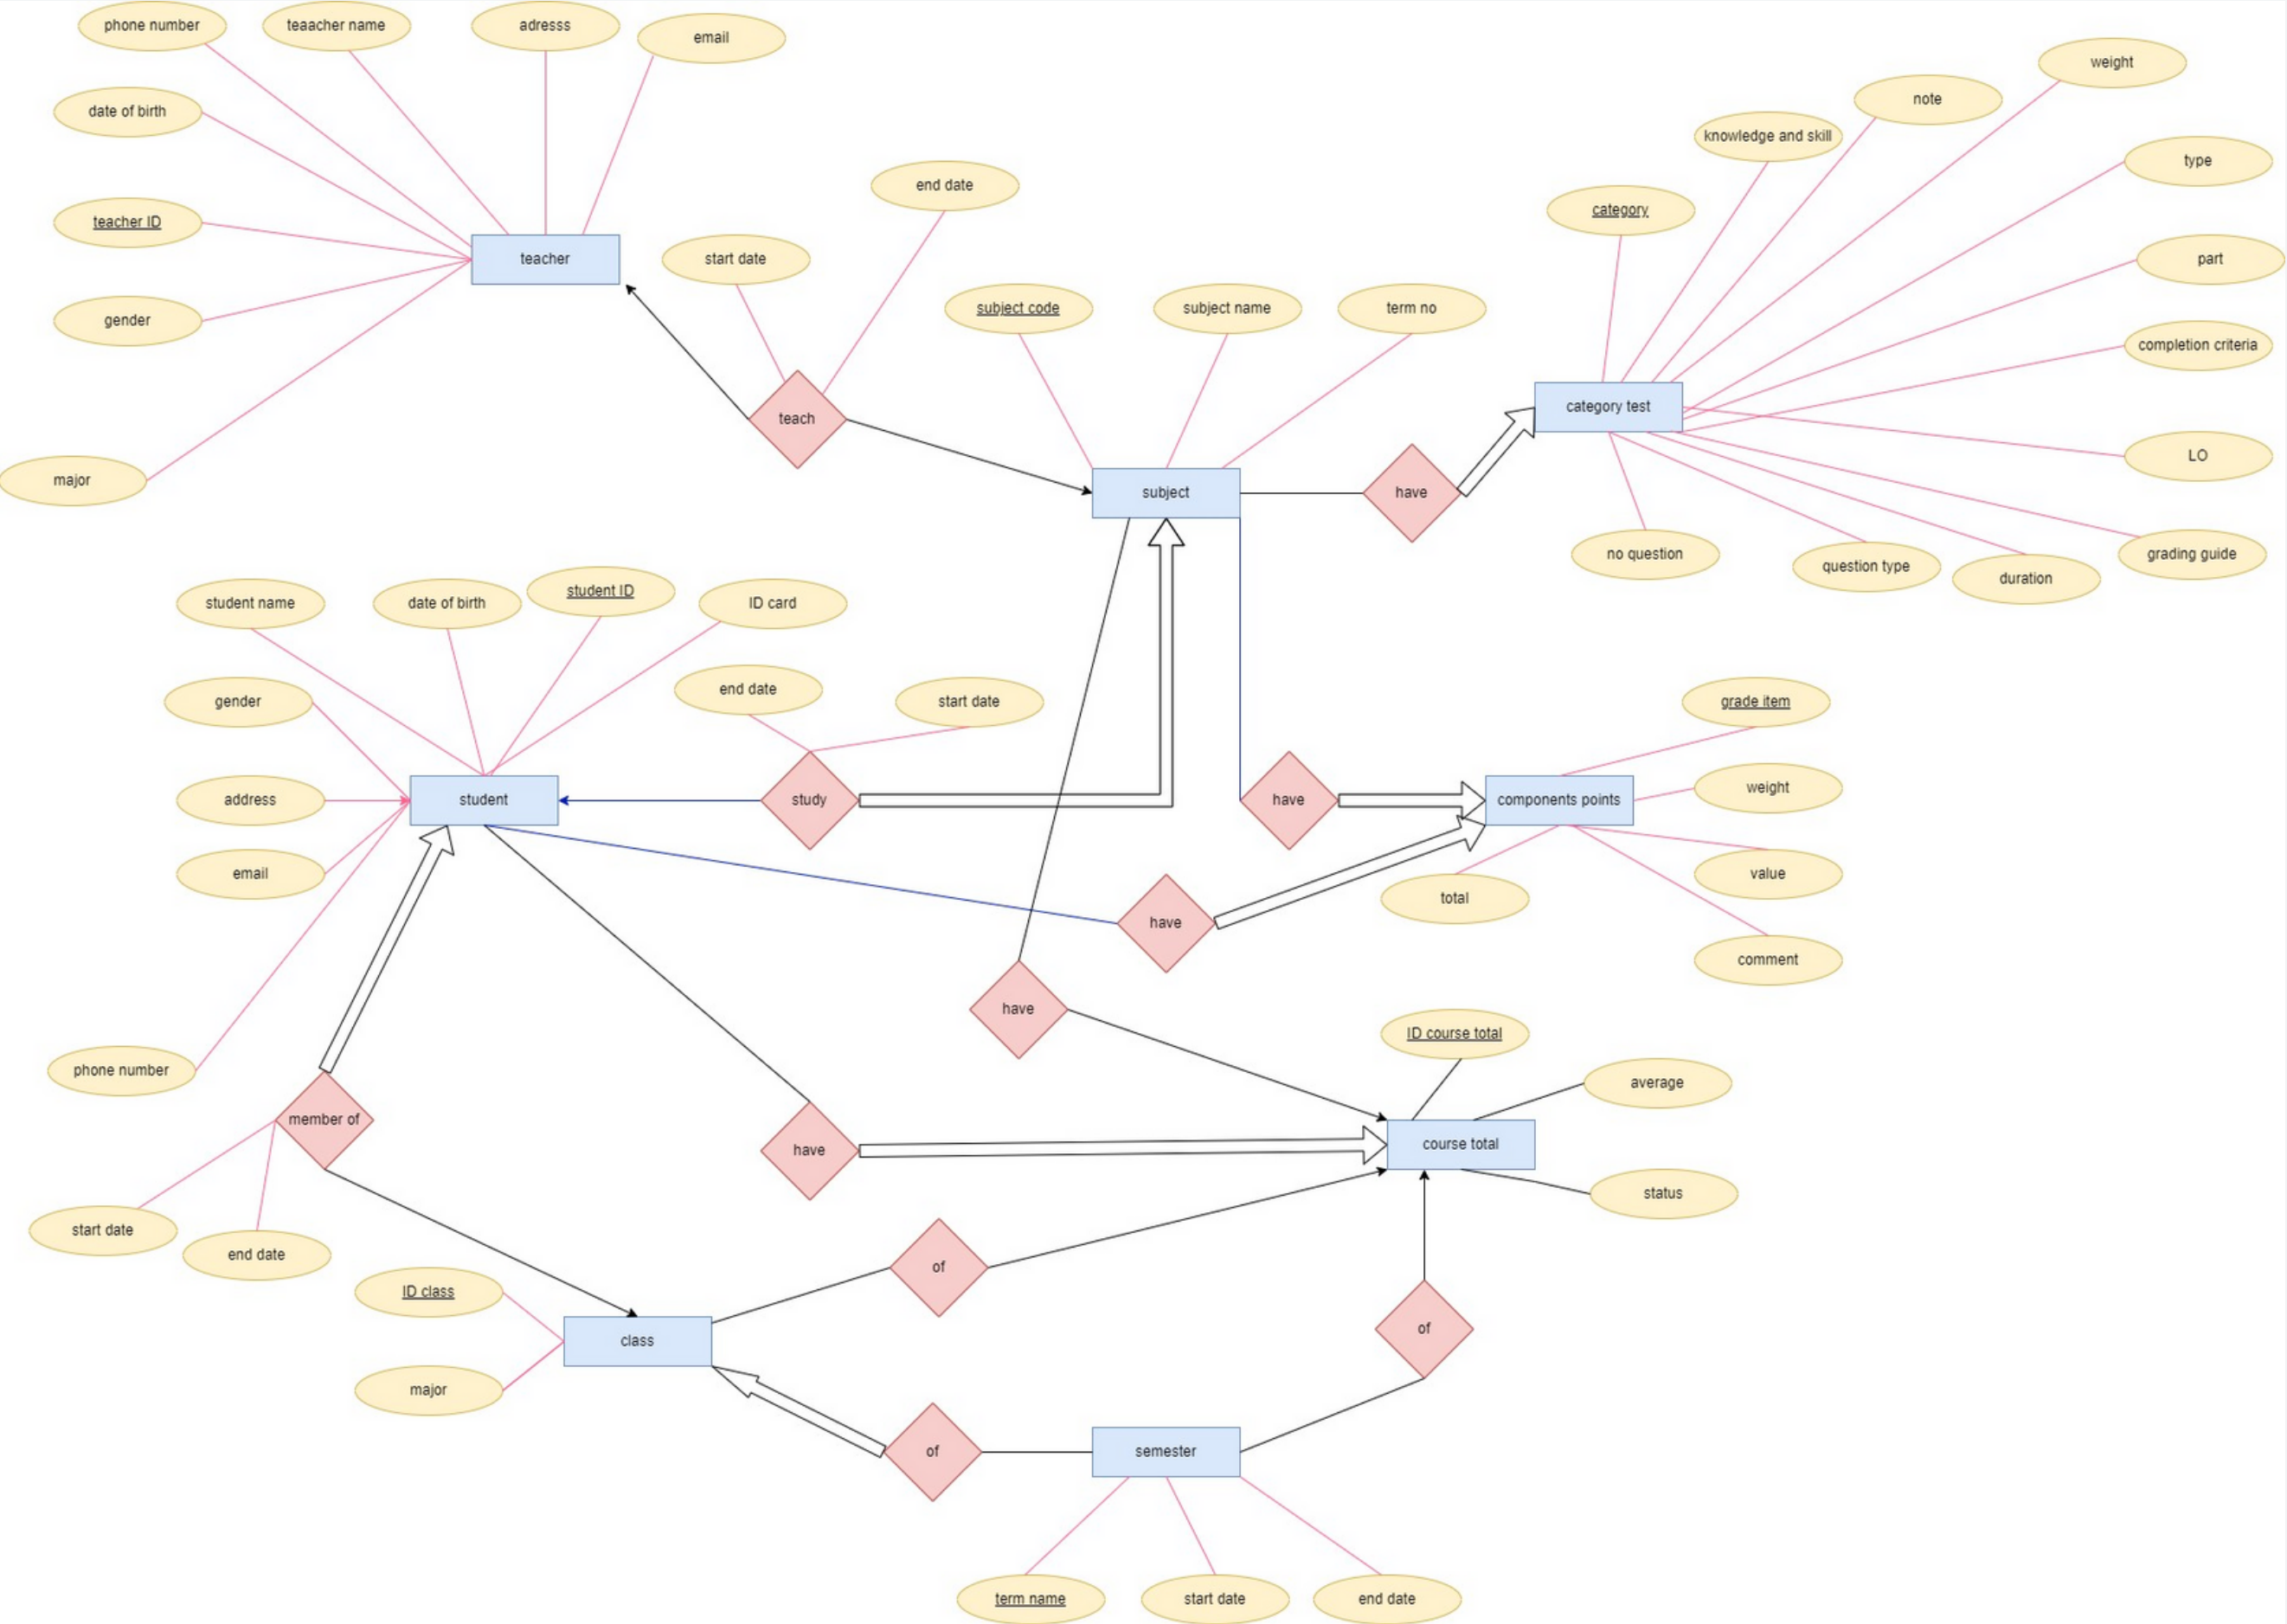 phone number
teaacher name
adresss
email
weight
note
date of birth
knowledge and skill
type
end date
category
teacher ID
start date
teacher
part
subject code
subject name
term no
gender
completion criteria
category test
teach
LO
major
subject
have
no question
question type
duration
grading guide
student name
date of birth
student ID
ID card
gender
end date
start date
grade item
address
student
study
have
components points
weight
email
value
total
have
comment
have
ID course total
phone number
average
member of
have
course total
status
start date
end date
of
ID class
of
class
major
of
semester
term name
start date
end date